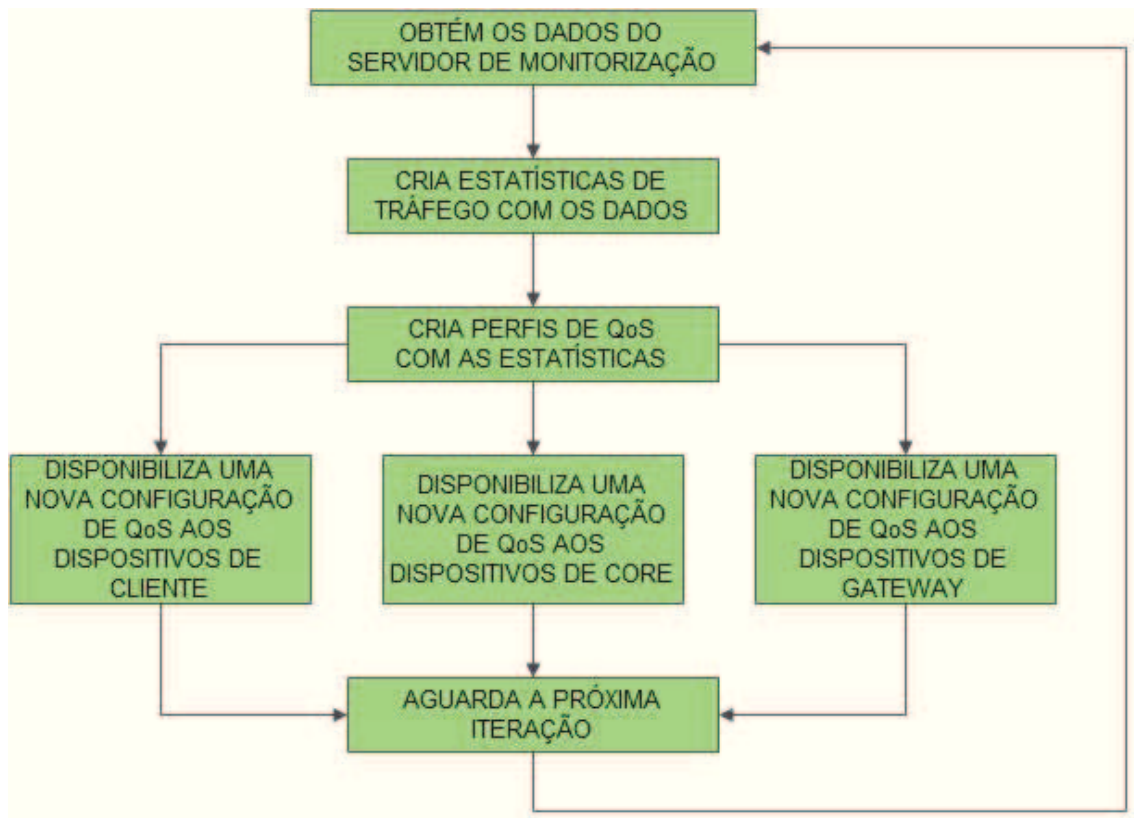 OBTÉM OS DADOS DO
SERVIDOR DE MONITORIZAÇÃO
CRIA ESTATÍSTICAS DE
TRÁFEGO COM OS DADOS
CRIA PERFIS DE QoS
COM AS ESTATÍSTICAS
DISPONIBILIZA UMA
NOVA CONFIGURAÇÃO
DE QoS AOS
DISPOSITIVOS DE
CLIENTE
DISPONIBILIZA UMA
NOVA CONFIGURAÇÃO
DE QoS AOS
DISPOSITIVOS DE CORE
DISPONIBILIZA UMA
NOVA CONFIGURAÇÃO
DE QoS AOS
DISPOSITIVOS DE
GATEWAY
AGUARDA A PRÓXIMA
ITERAÇÃO